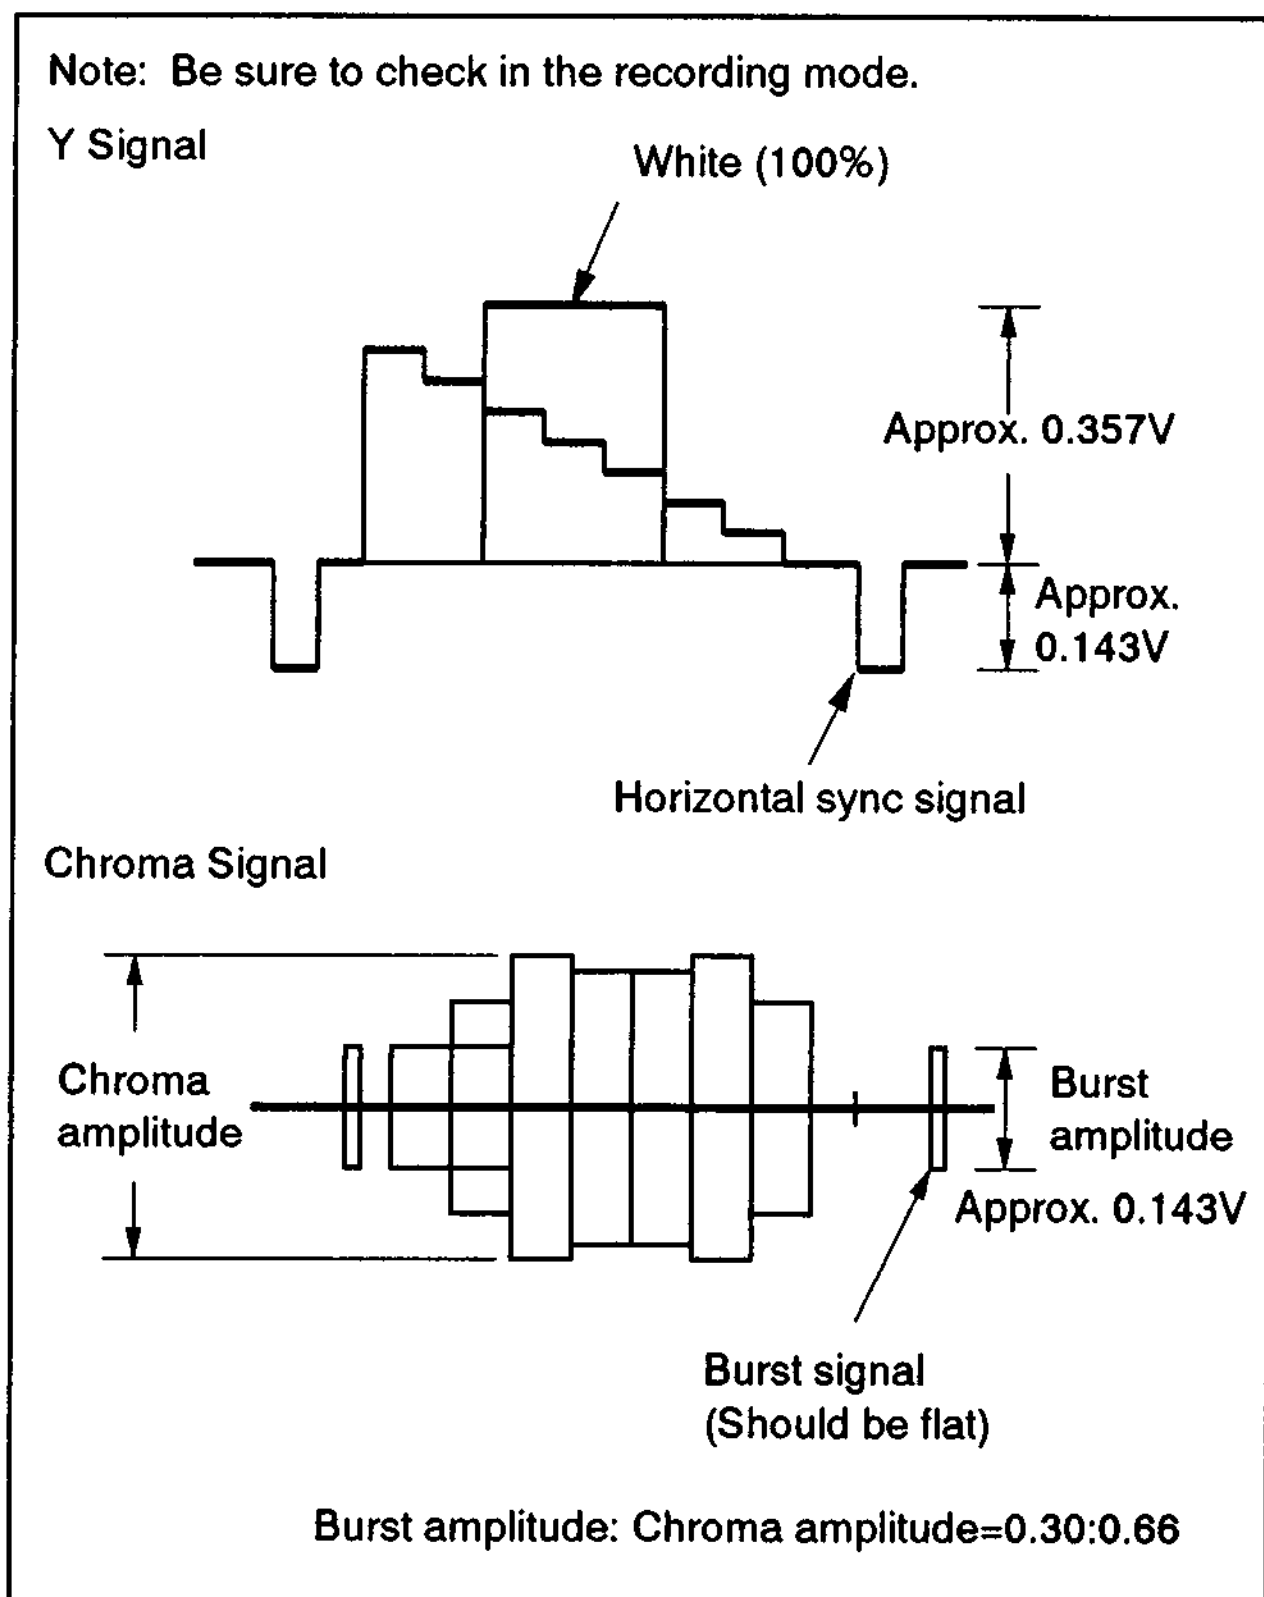 Note: Be sure to check in the recording mode.
Y Signal
White (100%)
Approx. 0.357V
Approx.
0.143V
Horizontal sync signal
Chroma Signal
Chroma
amplitude
Burst
amplitude
Approx. 0.143V
Burst signal
(Should be flat)
Burst amplitude: Chroma amplitude=0.30:0.66